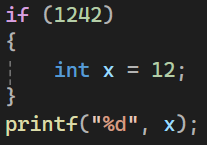 if (1242)
{
    int x = 12;
}
printf("%d", x);